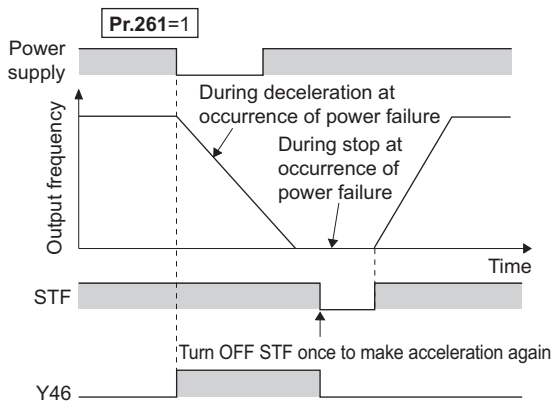 Pr.261=1
Power
supply
During deceleration at
occurrence of power failure
During stop at
occurrence of
power failure
Output frequency
Time
STF
Turn OFF STF once to make acceleration again
Y46